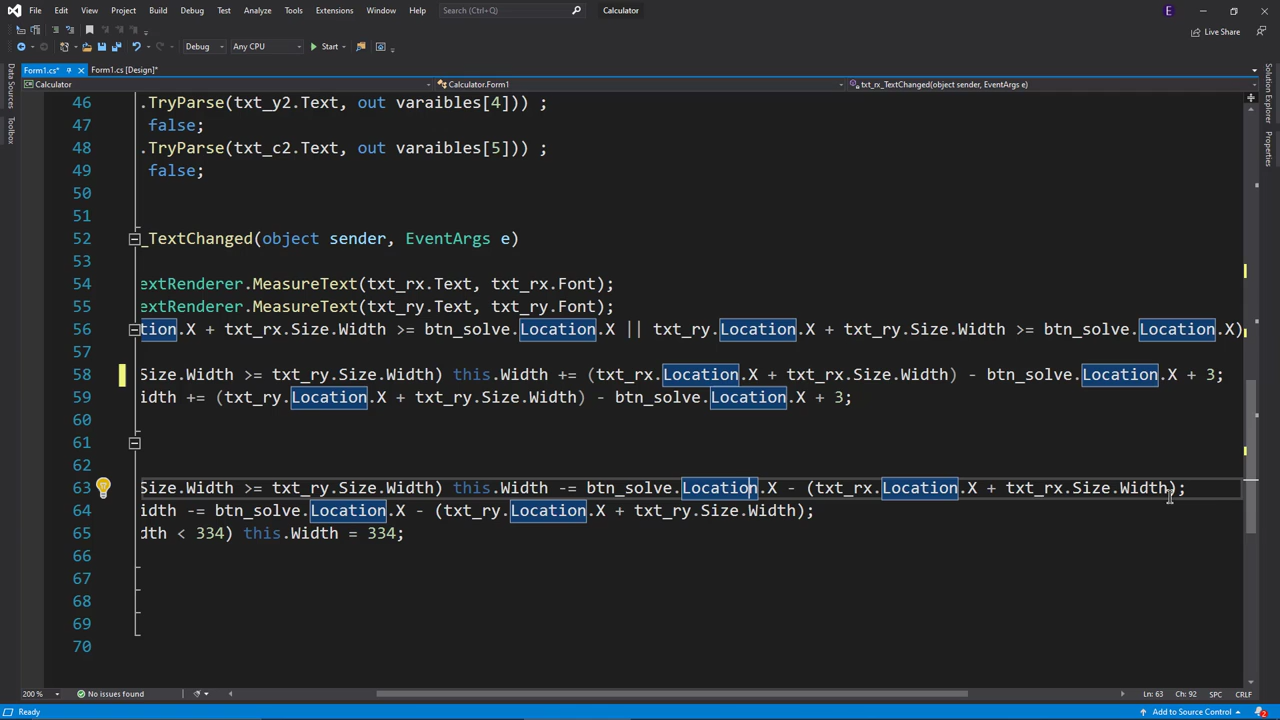 File Edit View Project Build Debug Test Analyze Tools Extensions Window Help Search (Ctrl+Q) Calculator E
Live Share
Debug Any CPU Start
Form1.cs* Form1.cs [Design]*
Calculator Calculator.Form1 txt_rx_TextChanged(object sender, EventArgs e)
Data Sources
Toolbox
Solution Explorer
Properties
46 .TryParse(txt_y2.Text, out varaibles[4])) ;
47 false;
48 .TryParse(txt_c2.Text, out varaibles[5])) ;
49 false;
50
51
52 _TextChanged(object sender, EventArgs e)
53
54 extRenderer.MeasureText(txt_rx.Text, txt_rx.Font);
55 extRenderer.MeasureText(txt_ry.Text, txt_ry.Font);
56 tion.X + txt_rx.Size.Width >= btn_solve.Location.X || txt_ry.Location.X + txt_ry.Size.Width >= btn_solve.Location.X)
57
58 Size.Width >= txt_ry.Size.Width) this.Width += (txt_rx.Location.X + txt_rx.Size.Width) - btn_solve.Location.X + 3;
59 idth += (txt_ry.Location.X + txt_ry.Size.Width) - btn_solve.Location.X + 3;
60
61
62
63 Size.Width >= txt_ry.Size.Width) this.Width -= btn_solve.Location.X - (txt_rx.Location.X + txt_rx.Size.Width);
64 idth -= btn_solve.Location.X - (txt_ry.Location.X + txt_ry.Size.Width);
65 dth < 334) this.Width = 334;
66
67
68
69
70
200 % No issues found Ln: 63 Ch: 92 SPC CRLF
Ready Add to Source Control 2